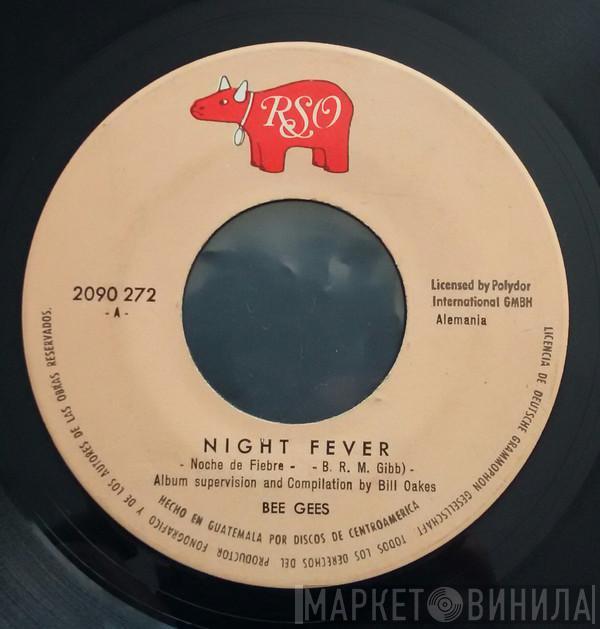 RSO
2090 272
- A -
Licensed by Polydor
International GMBH
Alemania
NIGHT FEVER
- Noche de Fiebre - - B. R. M. Gibb) -
Album supervision and Compilation by Bill Oakes
BEE GEES
HECHO EN GUATEMALA POR DISCOS DE CENTROAMERICA
LICENCIA DE DEUTSCHE GRAMMOPHON GESELLSCHAFT. TODOS LOS DERECHOS DEL PRODUCTOR FONOGRAFICO Y DE LOS AUTORES DE LAS OBRAS RESERVADOS.
МАРКЕТ ВИНИЛА